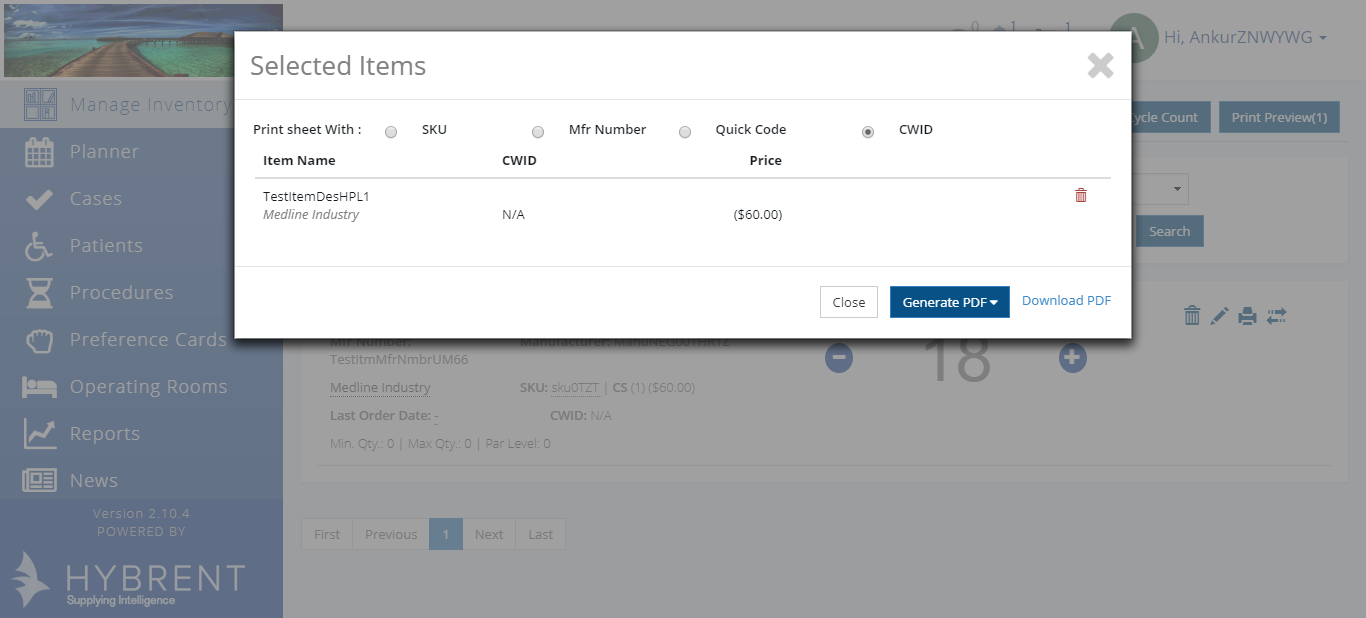 0 1 1
A Hi, AnkurZNWYWG
Selected Items
Manage Inventory
Planner
Cases
Patients
Procedures
Preference Cards
Operating Rooms
Reports
News
Version 2.10.4
POWERED BY
HYBRENT
Supplying Intelligence
Print sheet With : SKU Mfr Number Quick Code CWID
Item Name CWID Price
TestItemDesHPL1
Medline Industry N/A ($60.00)
Close Generate PDF Download PDF
ycle Count Print Preview(1)
Search
Mfr Number: Manufacturer: ManuNEG00THR1Z
TestItmMfrNmbrUM66
18
Medline Industry SKU: sku0TZT | CS (1) ($60.00)
Last Order Date: - CWID: N/A
Min. Qty.: 0 | Max Qty.: 0 | Par Level: 0
First Previous 1 Next Last